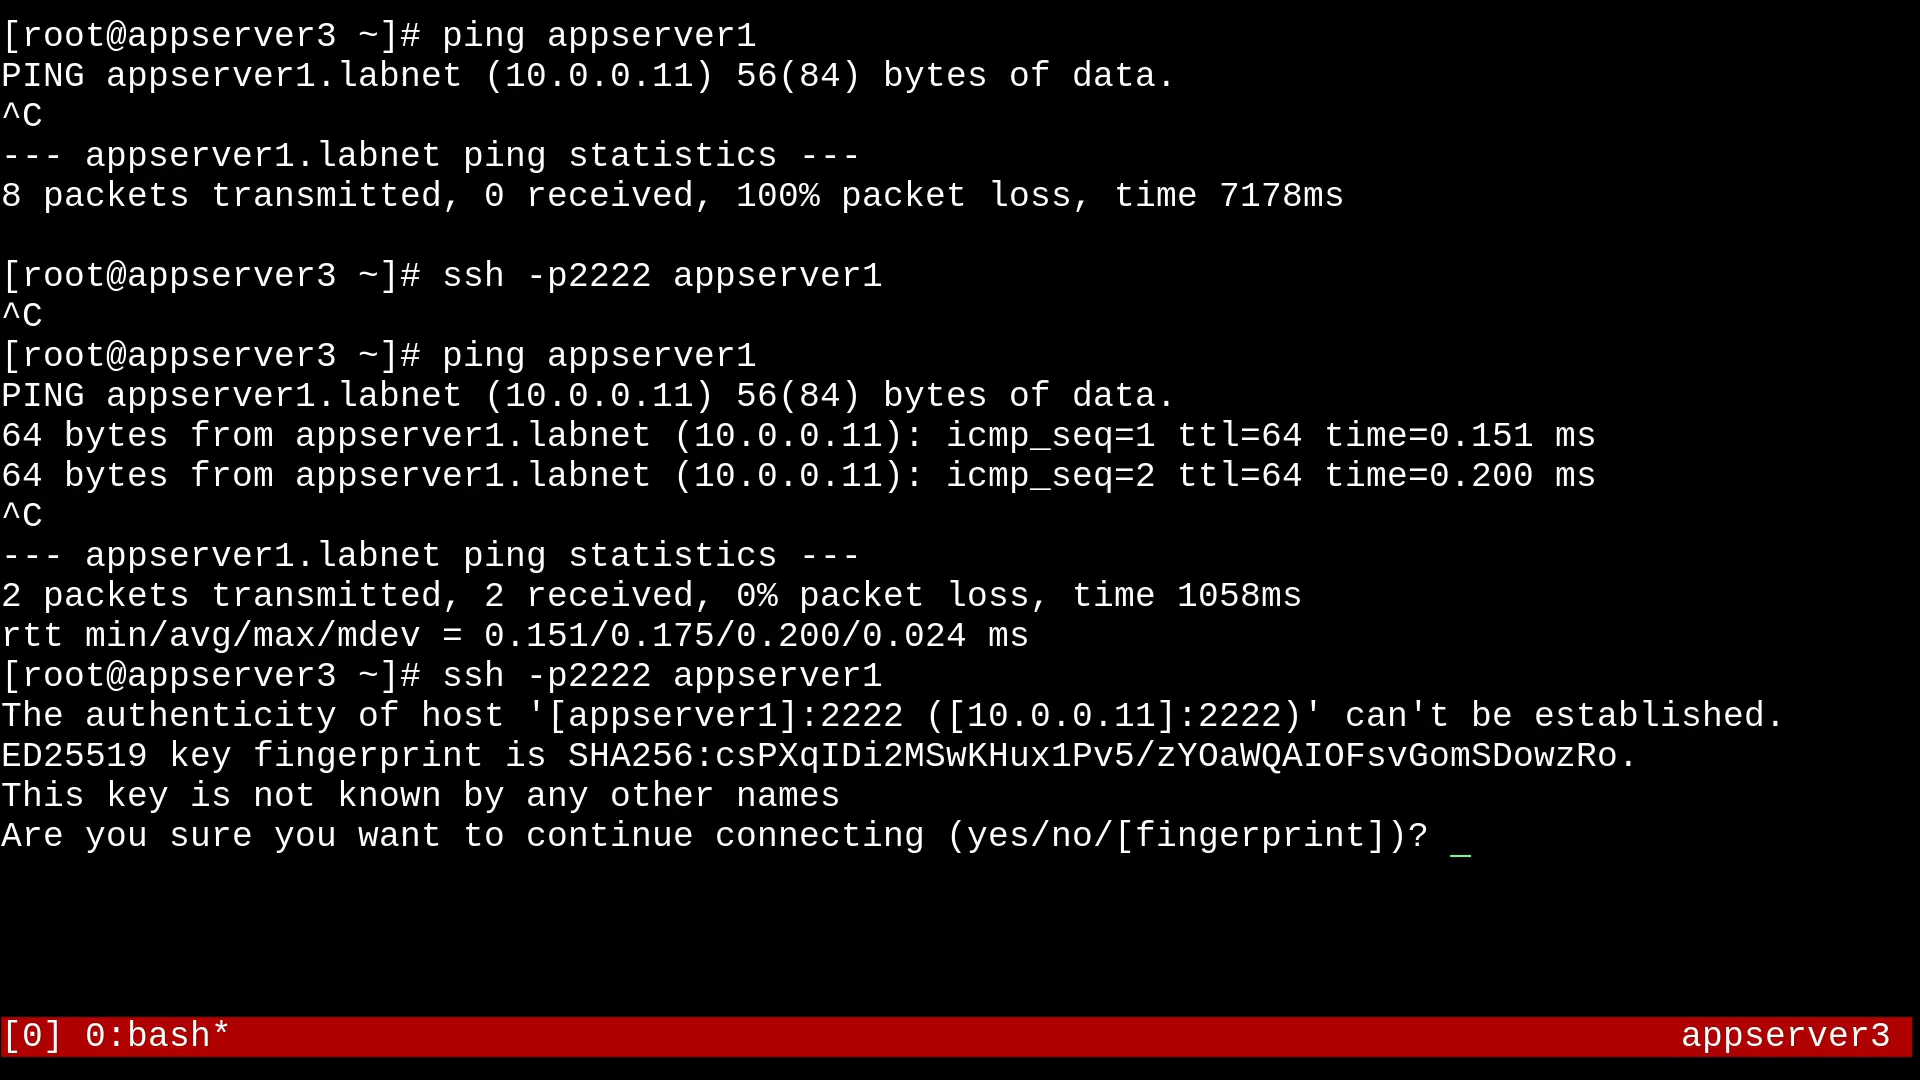 [root@appserver3 ~]# ping appserver1
PING appserver1.labnet (10.0.0.11) 56(84) bytes of data.
^C
--- appserver1.labnet ping statistics ---
8 packets transmitted, 0 received, 100% packet loss, time 7178ms
[root@appserver3 ~]# ssh -p2222 appserver1
^C
[root@appserver3 ~]# ping appserver1
PING appserver1.labnet (10.0.0.11) 56(84) bytes of data.
64 bytes from appserver1.labnet (10.0.0.11): icmp_seq=1 ttl=64 time=0.151 ms
64 bytes from appserver1.labnet (10.0.0.11): icmp_seq=2 ttl=64 time=0.200 ms
^C
--- appserver1.labnet ping statistics ---
2 packets transmitted, 2 received, 0% packet loss, time 1058ms
rtt min/avg/max/mdev = 0.151/0.175/0.200/0.024 ms
[root@appserver3 ~]# ssh -p2222 appserver1
The authenticity of host '[appserver1]:2222 ([10.0.0.11]:2222)' can't be established.
ED25519 key fingerprint is SHA256:csPXqIDi2MSwKHux1Pv5/zYOaWQAIOFsvGomSDowzRo.
This key is not known by any other names
Are you sure you want to continue connecting (yes/no/[fingerprint])? _
[0] 0:bash* appserver3